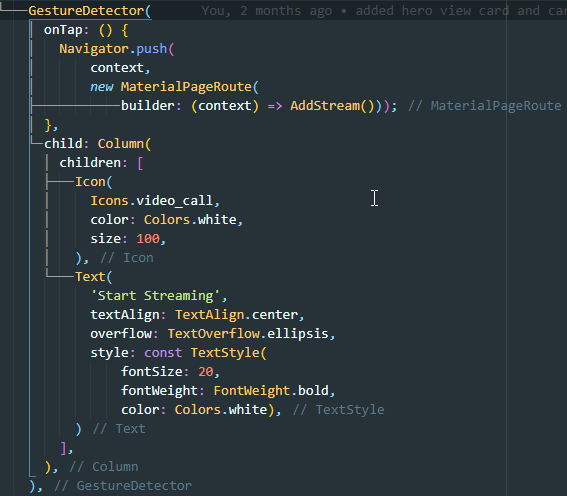 GestureDetector(      You, 2 months ago • added hero view card and car
  onTap: () {
    Navigator.push(
        context,
        new MaterialPageRoute(
            builder: (context) => AddStream())); // MaterialPageRoute
  },
  child: Column(
    children: [
      Icon(
        Icons.video_call,
        color: Colors.white,
        size: 100,
      ), // Icon
      Text(
        'Start Streaming',
        textAlign: TextAlign.center,
        overflow: TextOverflow.ellipsis,
        style: const TextStyle(
            fontSize: 20,
            fontWeight: FontWeight.bold,
            color: Colors.white), // TextStyle
      ) // Text
    ],
  ), // Column
), // GestureDetector